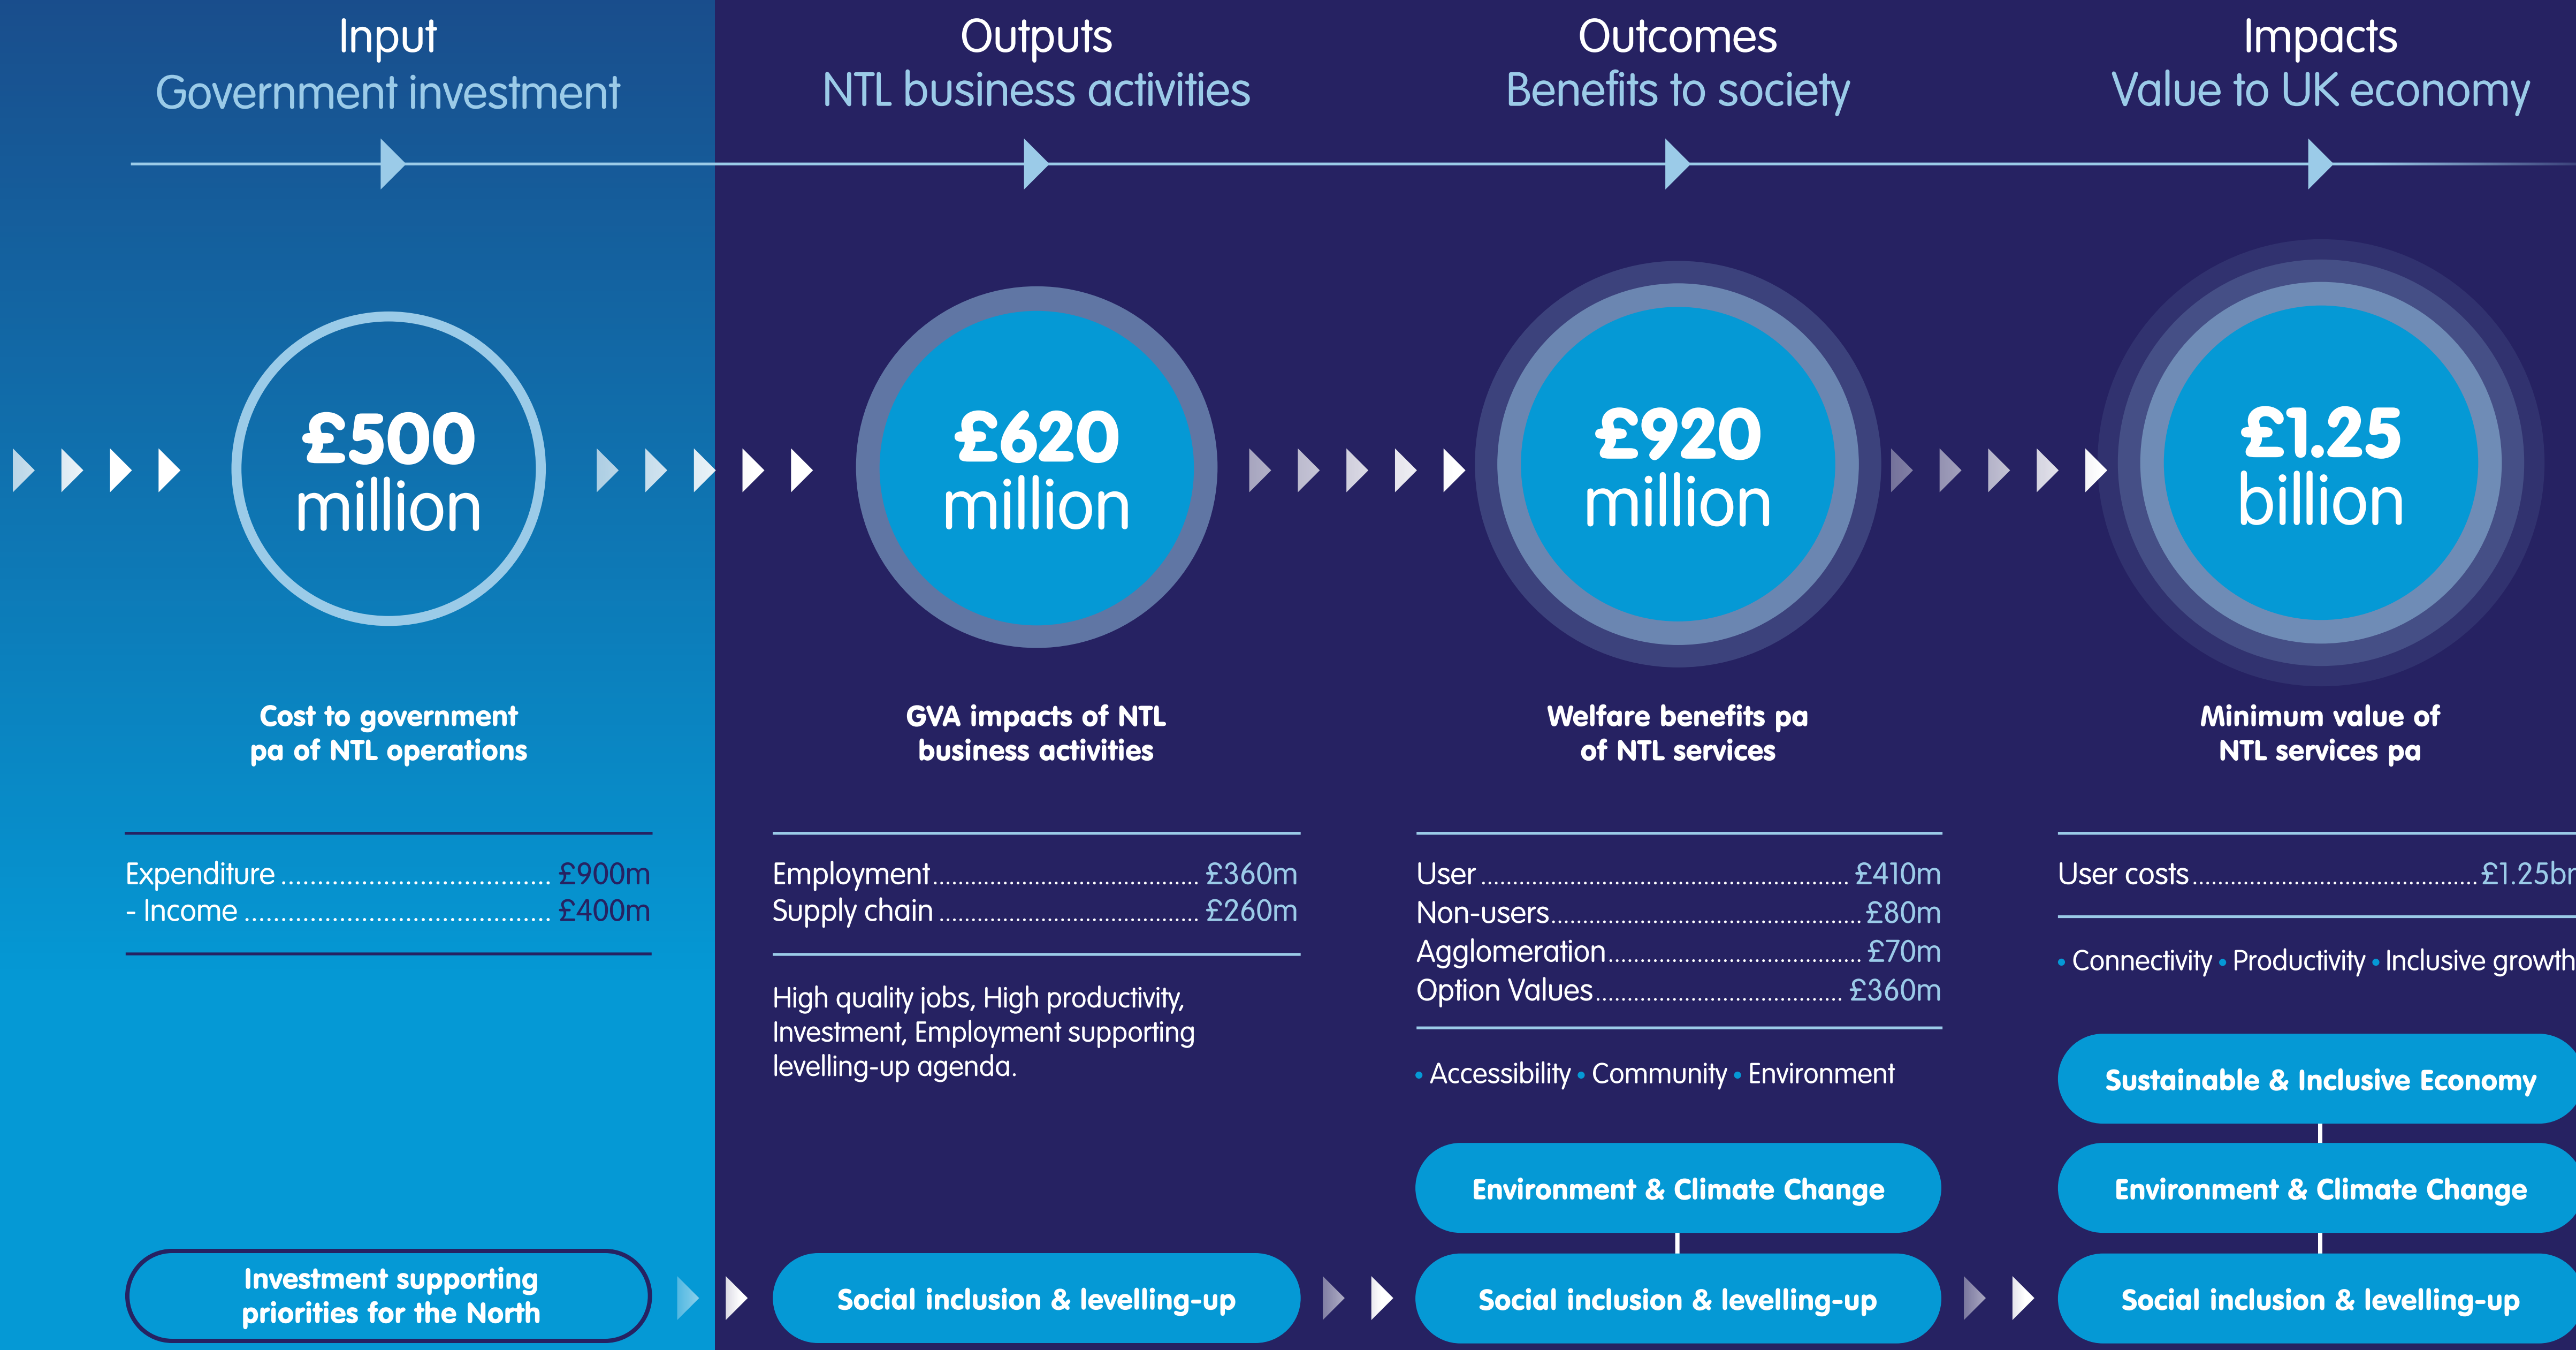 Input
Government investment
£500
million
Cost to government
pa of NTL operations
Expenditure ..................................... £900m
- Income .......................................... £400m
Investment supporting
priorities for the North
Outputs
NTL business activities
£620
million
GVA impacts of NTL
business activities
Employment..................................... £360m
Supply chain .................................... £260m
High quality jobs, High productivity,
Investment, Employment supporting
levelling-up agenda.
Social inclusion & levelling-up
Outcomes
Benefits to society
£920
million
Welfare benefits pa
of NTL services
User .................................................. £410m
Non-users.......................................... £80m
Agglomeration.................................. £70m
Option Values.................................. £360m
• Accessibility • Community • Environment
Environment & Climate Change
Social inclusion & levelling-up
Impacts
Value to UK economy
£1.25
billion
Minimum value of
NTL services pa
User costs.......................................£1.25bn
• Connectivity • Productivity • Inclusive growth
Sustainable & Inclusive Economy
Environment & Climate Change
Social inclusion & levelling-up